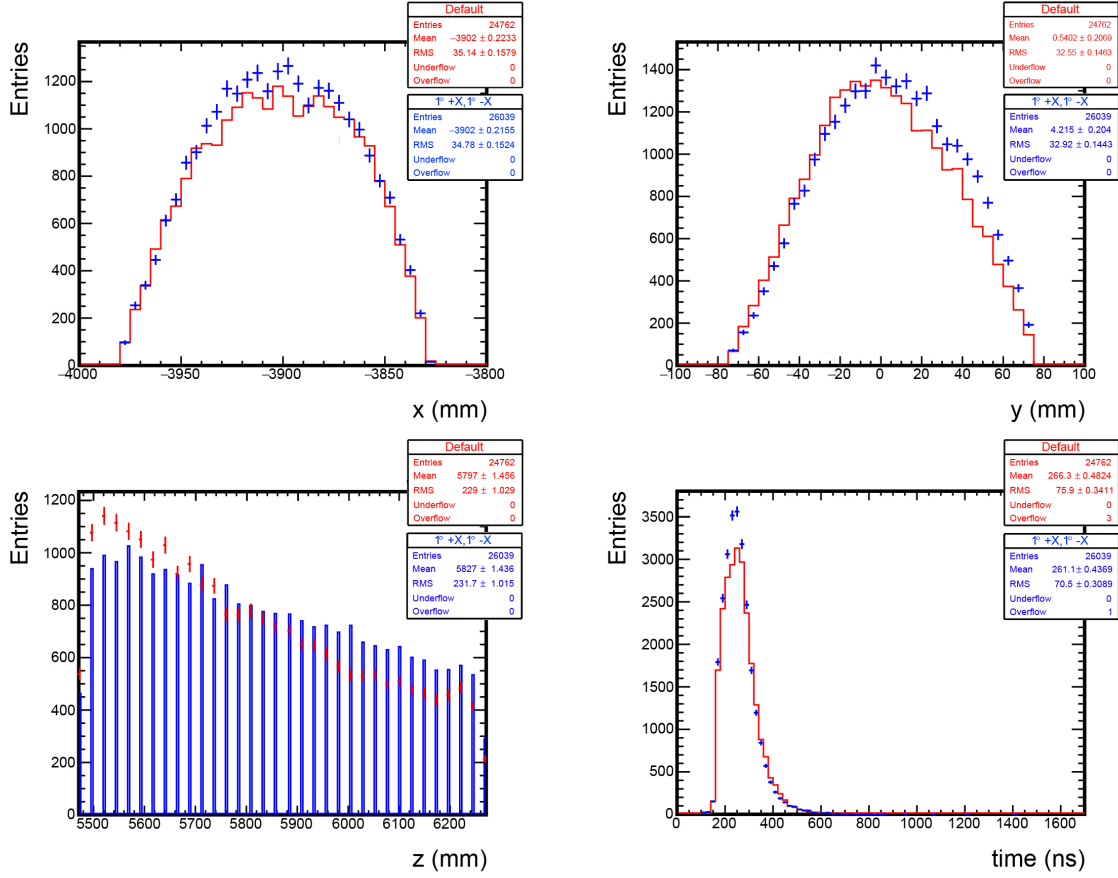 Default
Entries 24762
Mean −3902 ± 0.2233
RMS 35.14 ± 0.1579
Underflow 0
Overflow 0
1° +X,1° -X
Entries 26039
Mean −3902 ± 0.2155
RMS 34.78 ± 0.1524
Underflow 0
Overflow 0
Entries
1200
1000
800
600
400
200
0
−4000 −3950 −3900 −3850 −3800
x (mm)
Default
Entries 24762
Mean 0.5402 ± 0.2069
RMS 32.55 ± 0.1463
Underflow 0
Overflow 0
1° +X,1° -X
Entries 26039
Mean 4.215 ± 0.204
RMS 32.92 ± 0.1443
Underflow 0
Overflow 0
Entries
1400
1200
1000
800
600
400
200
0
−100 −80 −60 −40 −20 0 20 40 60 80 100
y (mm)
Default
Entries 24762
Mean 5797 ± 1.456
RMS 229 ± 1.029
Underflow 0
Overflow 0
1° +X,1° -X
Entries 26039
Mean 5827 ± 1.436
RMS 231.7 ± 1.015
Underflow 0
Overflow 0
Entries
1200
1000
800
600
400
200
0
5500 5600 5700 5800 5900 6000 6100 6200
z (mm)
Default
Entries 24762
Mean 266.3 ± 0.4824
RMS 75.9 ± 0.3411
Underflow 0
Overflow 3
1° +X,1° -X
Entries 26039
Mean 261.1 ± 0.4369
RMS 70.5 ± 0.3089
Underflow 0
Overflow 1
Entries
3500
3000
2500
2000
1500
1000
500
0
0 200 400 600 800 1000 1200 1400 1600
time (ns)